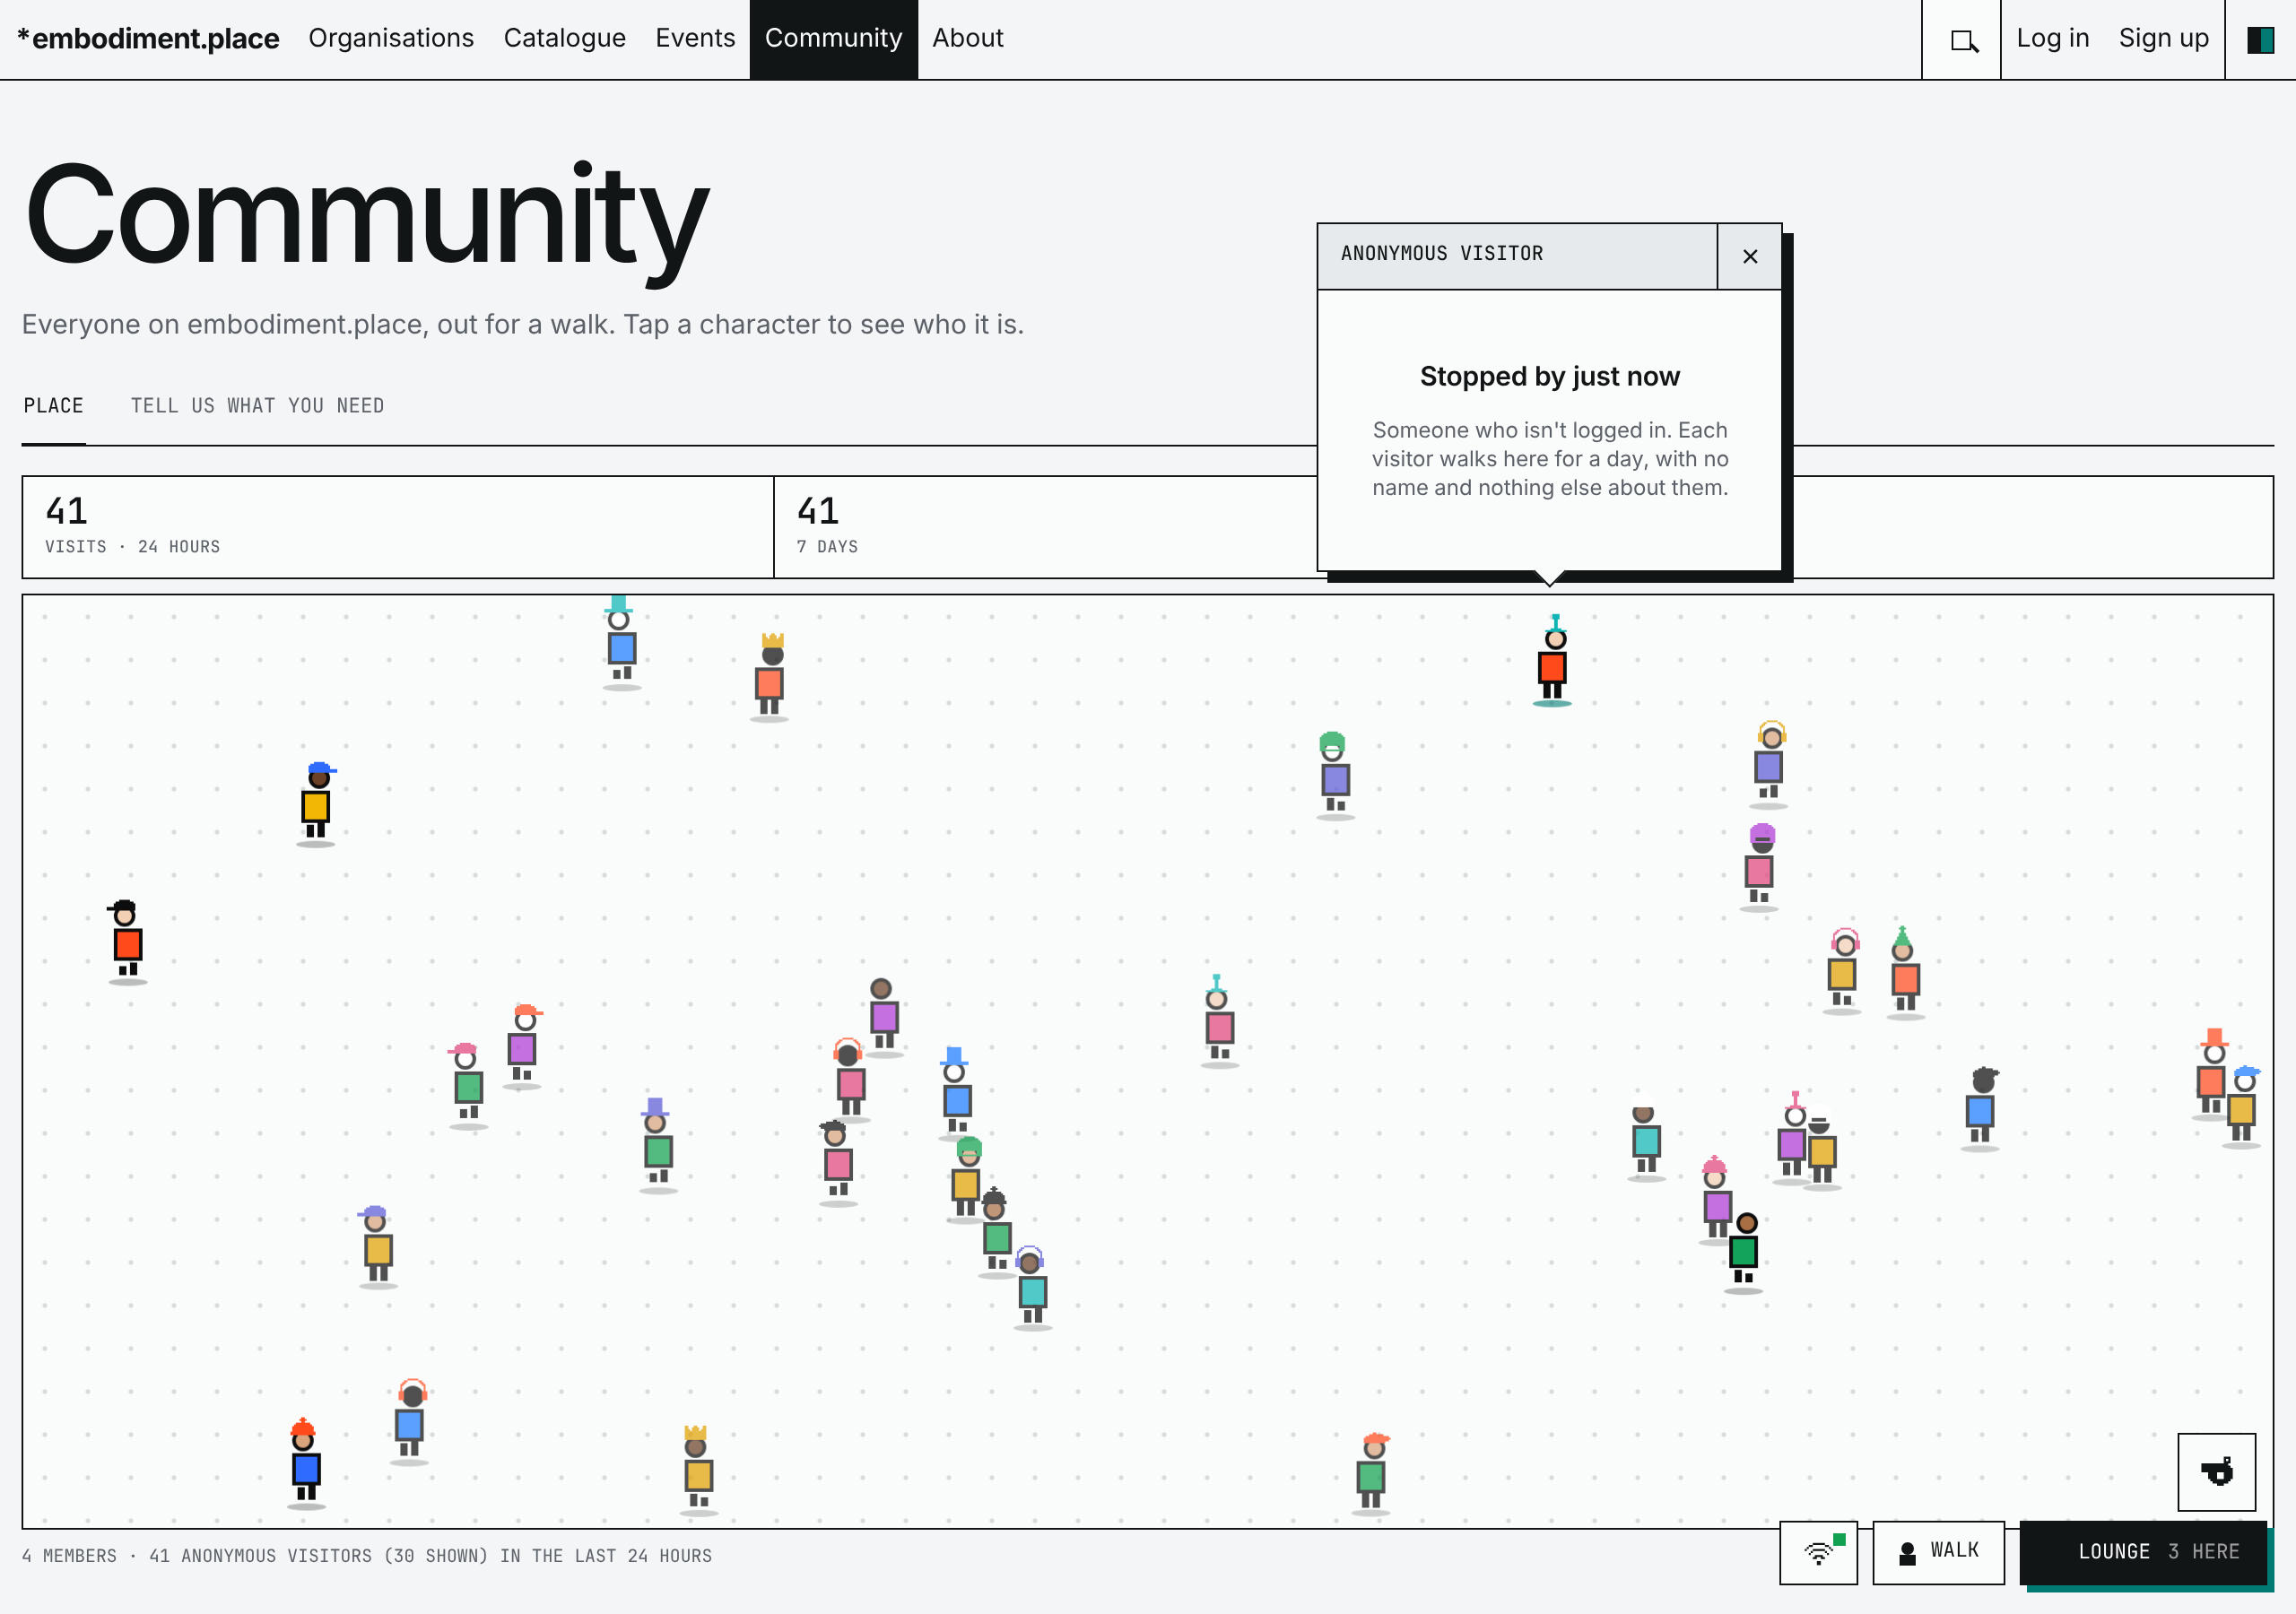 *embodiment.place Organisations Catalogue Events Community About Log in Sign up
Community
Everyone on embodiment.place, out for a walk. Tap a character to see who it is.
PLACE TELL US WHAT YOU NEED
ANONYMOUS VISITOR ×
Stopped by just now
Someone who isn't logged in. Each
visitor walks here for a day, with no
name and nothing else about them.
41
VISITS · 24 HOURS
41
7 DAYS
4 MEMBERS · 41 ANONYMOUS VISITORS (30 SHOWN) IN THE LAST 24 HOURS
WALK
LOUNGE 3 HERE